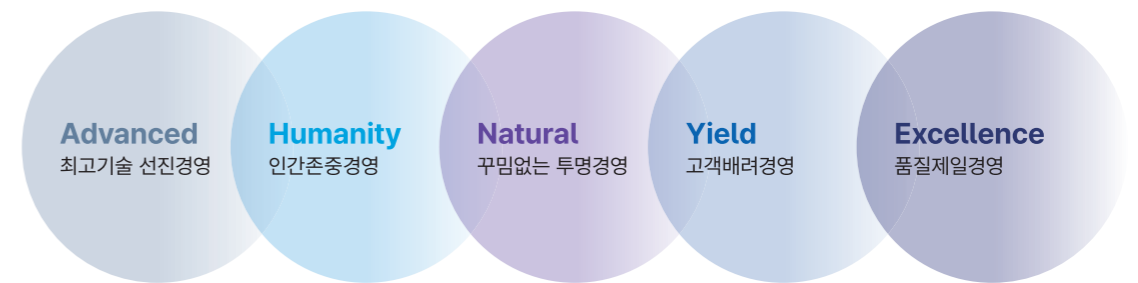 Advanced
최고기술 선진경영
Humanity
인간존중경영
Natural
꾸밈없는 투명경영
Yield
고객배려경영
Excellence
품질제일경영